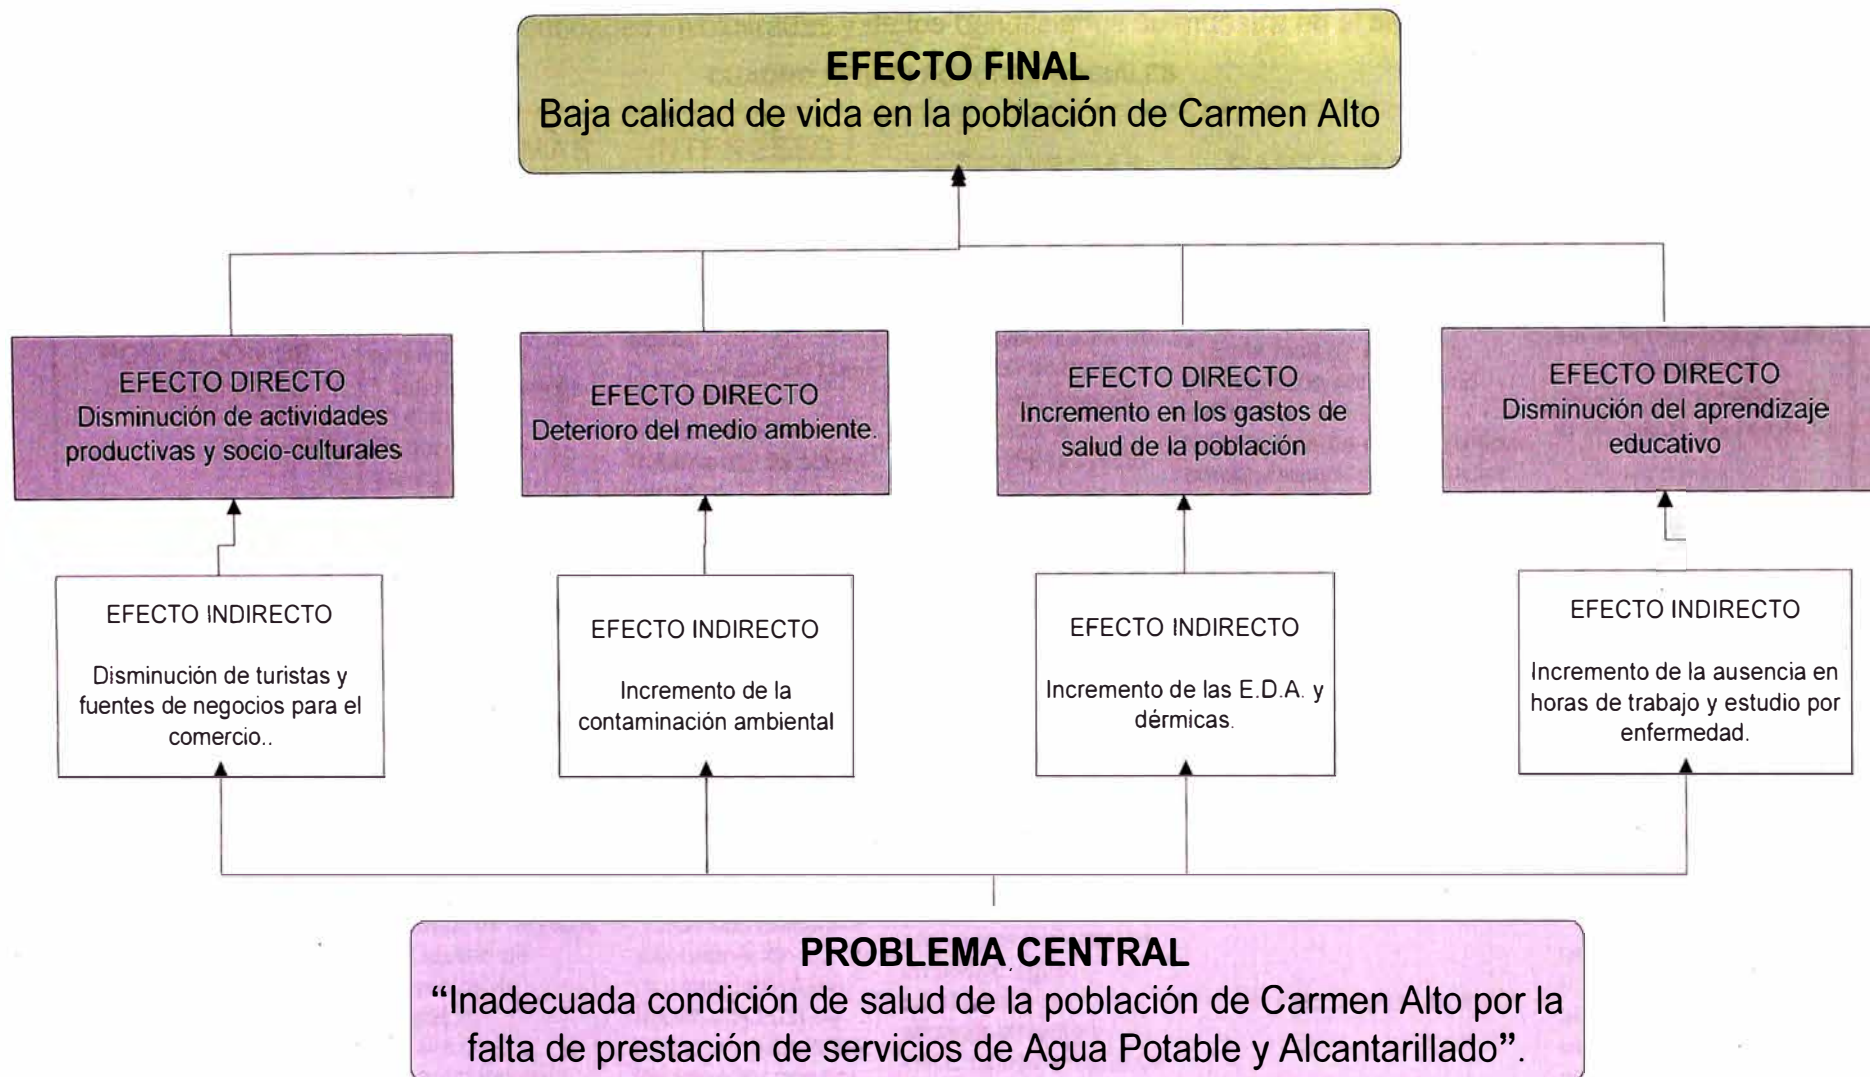 EFECTO FINAL
Baja calidad de vida en la población de Carmen Alto
EFECTO DIRECTO
Disminución de actividades
productivas y socio-culturales
EFECTO DIRECTO
Deterioro del medio ambiente.
EFECTO DIRECTO
Incremento en los gastos de
salud de la población
EFECTO DIRECTO
Disminución del aprendizaje
educativo
EFECTO INDIRECTO
Disminución de turistas y
fuentes de negocios para el
comercio..
EFECTO INDIRECTO
Incremento de la
contaminación ambiental
EFECTO INDIRECTO
Incremento de las E.D.A. y
dérmicas.
EFECTO INDIRECTO
Incremento de la ausencia en
horas de trabajo y estudio por
enfermedad.
PROBLEMA CENTRAL
“Inadecuada condición de salud de la población de Carmen Alto por la
falta de prestación de servicios de Agua Potable y Alcantarillado”.